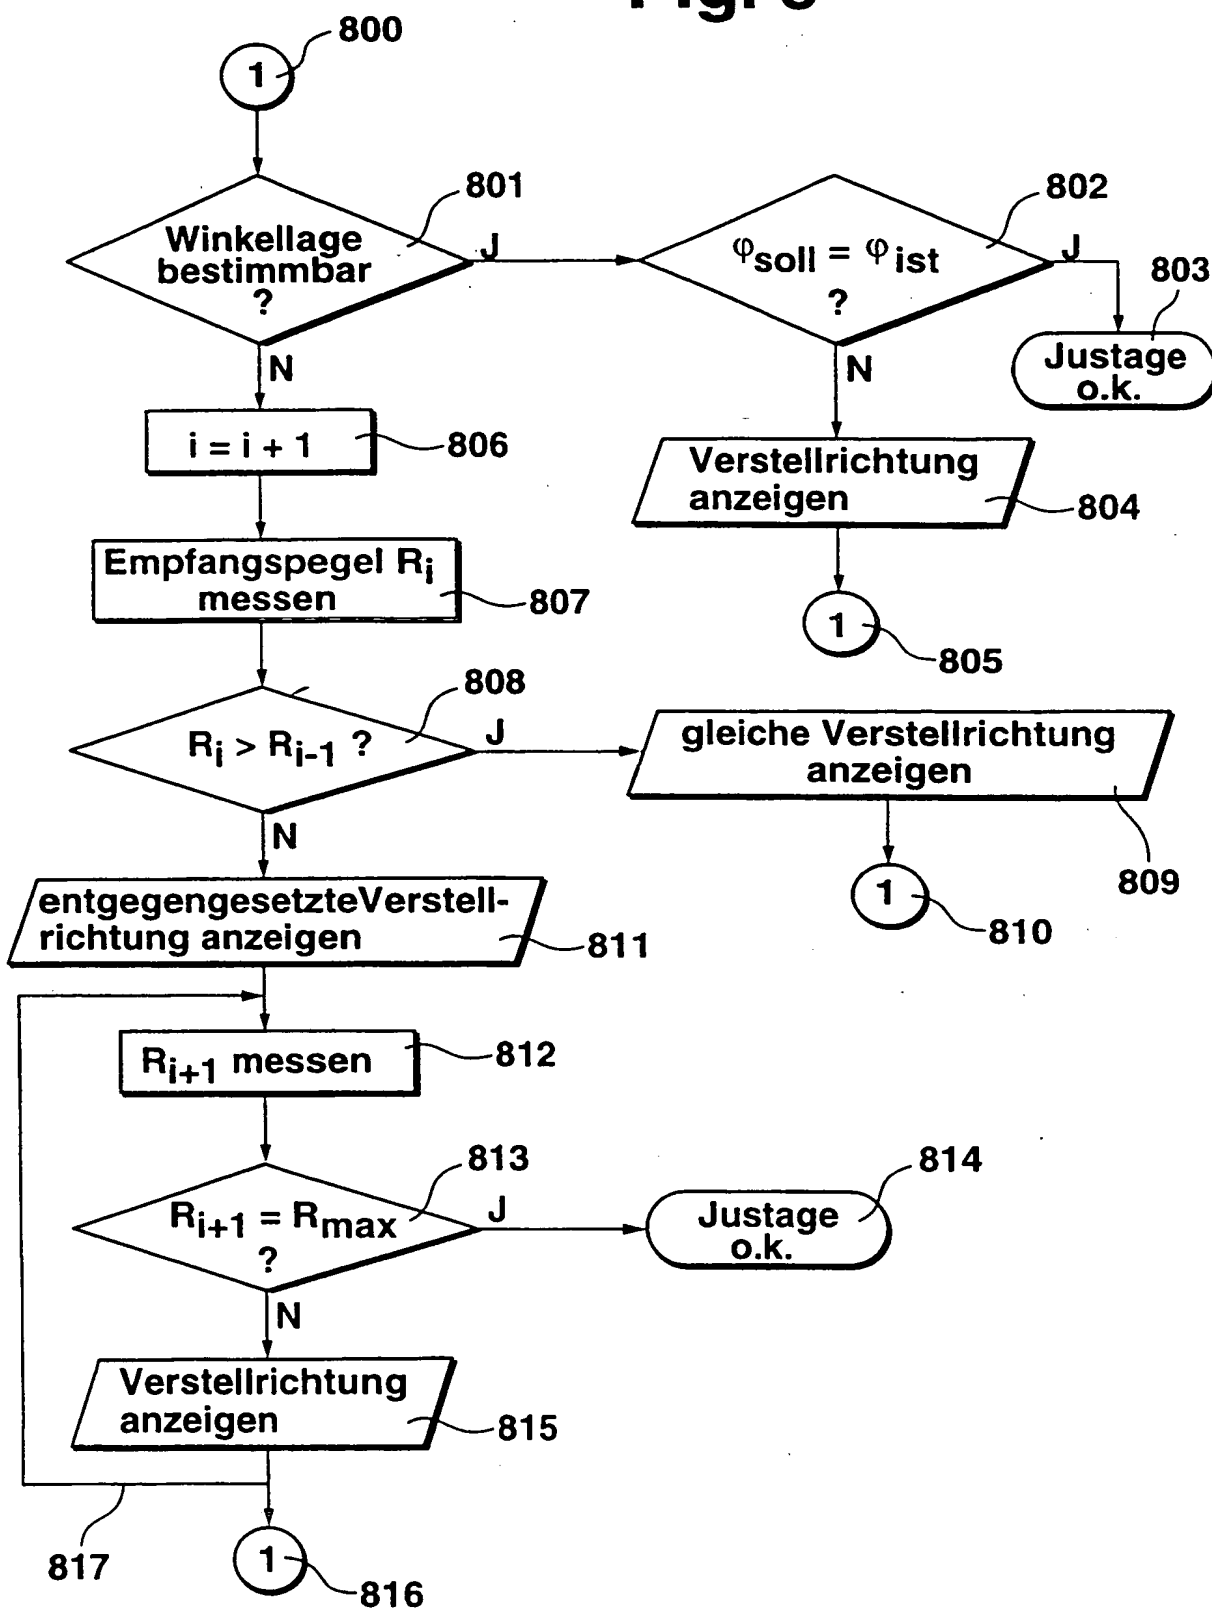 800
1
801
Winkellage
bestimmbar
?
J
N
802
φsoll = φist
?
J
N
803
Justage
o.k.
i = i + 1
806
Verstellrichtung
anzeigen
804
Empfangspegel Ri
messen
807
1
805
808
Ri > Ri-1 ?
J
N
gleiche Verstellrichtung
anzeigen
809
1
810
entgegengesetzteVerstell-
richtung anzeigen
811
Ri+1 messen
812
813
Ri+1 = Rmax
?
J
N
814
Justage
o.k.
Verstellrichtung
anzeigen
815
817
1
816